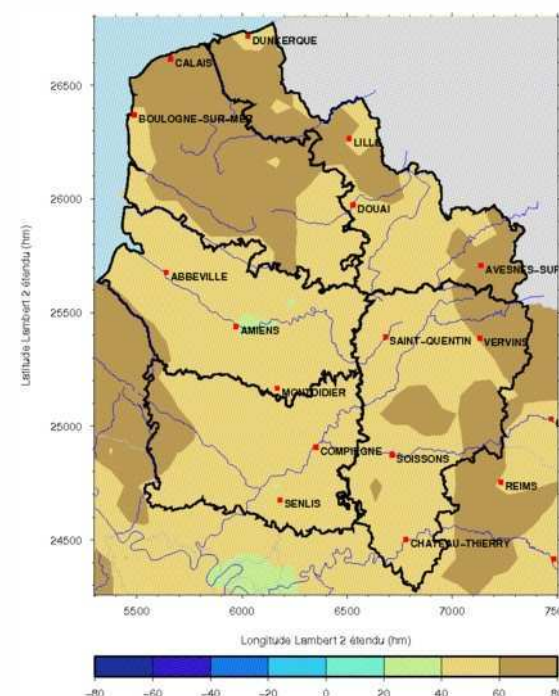 DUNKERQUE
26500
CALAIS
BOULOGNE-SUR-MER
LILLE
26000
DOUAI
Latitude Lambert 2 étendu (hm)
ABBEVILLE
AVESNES-SUR
25500
AMIENS
SAINT-QUENTIN
VERVINS
MONTDIDIER
25000
COMPIEGNE
SOISSONS
REIMS
SENLIS
24500
CHATEAU-THIERRY
5500 6000 6500 7000 750
Longitude Lambert 2 étendu (hm)
-80 -60 -40 -20 0 20 40 60 80